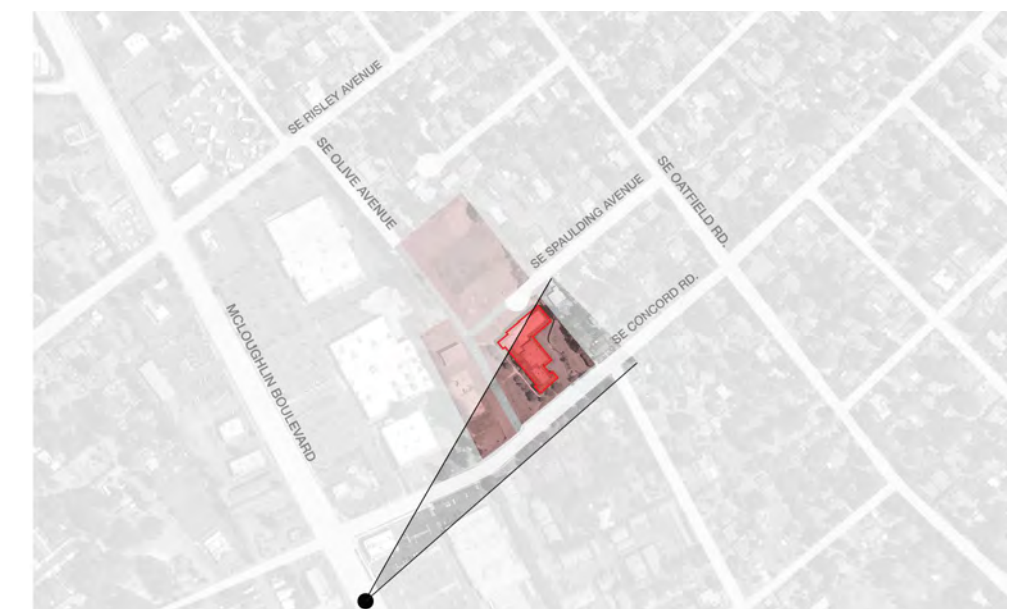 SE RISLEY AVENUE
SE OLIVE AVENUE
SE OATFIELD RD.
SE SPAULDING AVENUE
SE CONCORD RD.
MCLOUGHLIN BOULEVARD